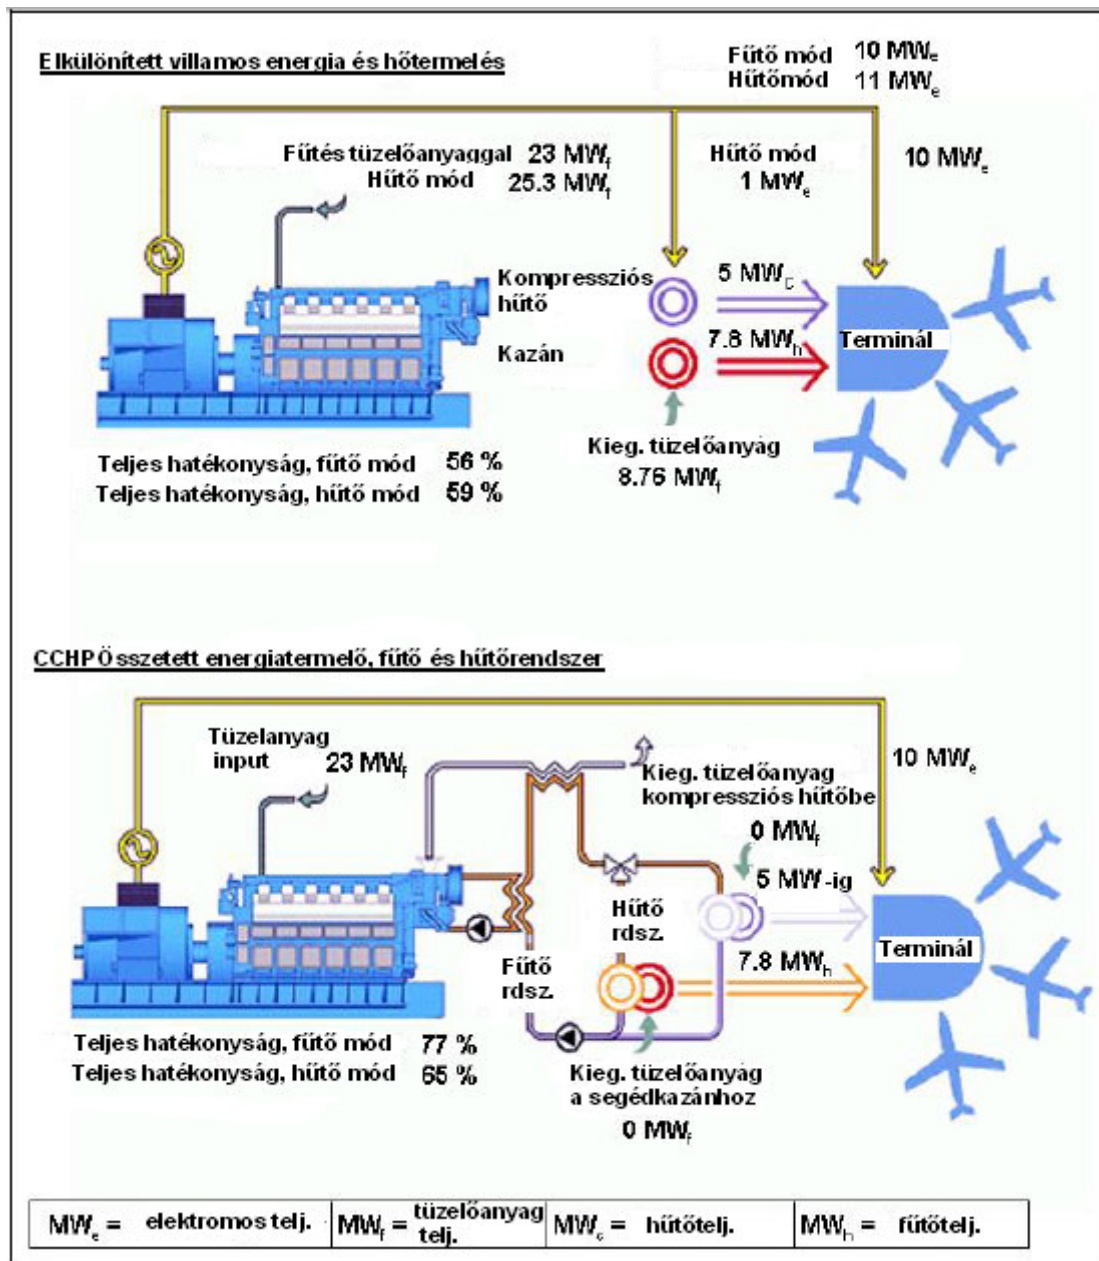 Elkülönített villamos energia és hőtermelés
Fűtő mód 10 MWe
Hűtőmód 11 MWe
Fűtés tüzelőanyaggal 23 MWf
Hűtő mód 25.3 MWf
Hűtő mód
1 MWe
10 MWe
Kompressziós
hűtő
5 MWc
Kazán
7.8 MWh
Terminál
Kieg. tüzelőanyág
8.76 MWf
Teljes hatékonyság, fűtő mód 56 %
Teljes hatékonyság, hűtő mód 59 %
CCHP Összetett energiatermelő, fűtő és hűtőrendszer
Tüzelanyag
input 23 MWf
Kieg. tüzelőanyag
kompressziós hűtőbe
0 MWf
10 MWe
5 MW-ig
Hűtő
rdsz.
Fűtő
rdsz.
7.8 MWh
Terminál
Teljes hatékonyság, fűtő mód 77 %
Teljes hatékonyság, hűtő mód 65 %
Kieg. tüzelőanyág
a segédkazánhoz
0 MWf
MWe = elektromos telj.
MWf = tüzelőanyag telj.
MWc = hűtőtelj.
MWh = fűtőtelj.